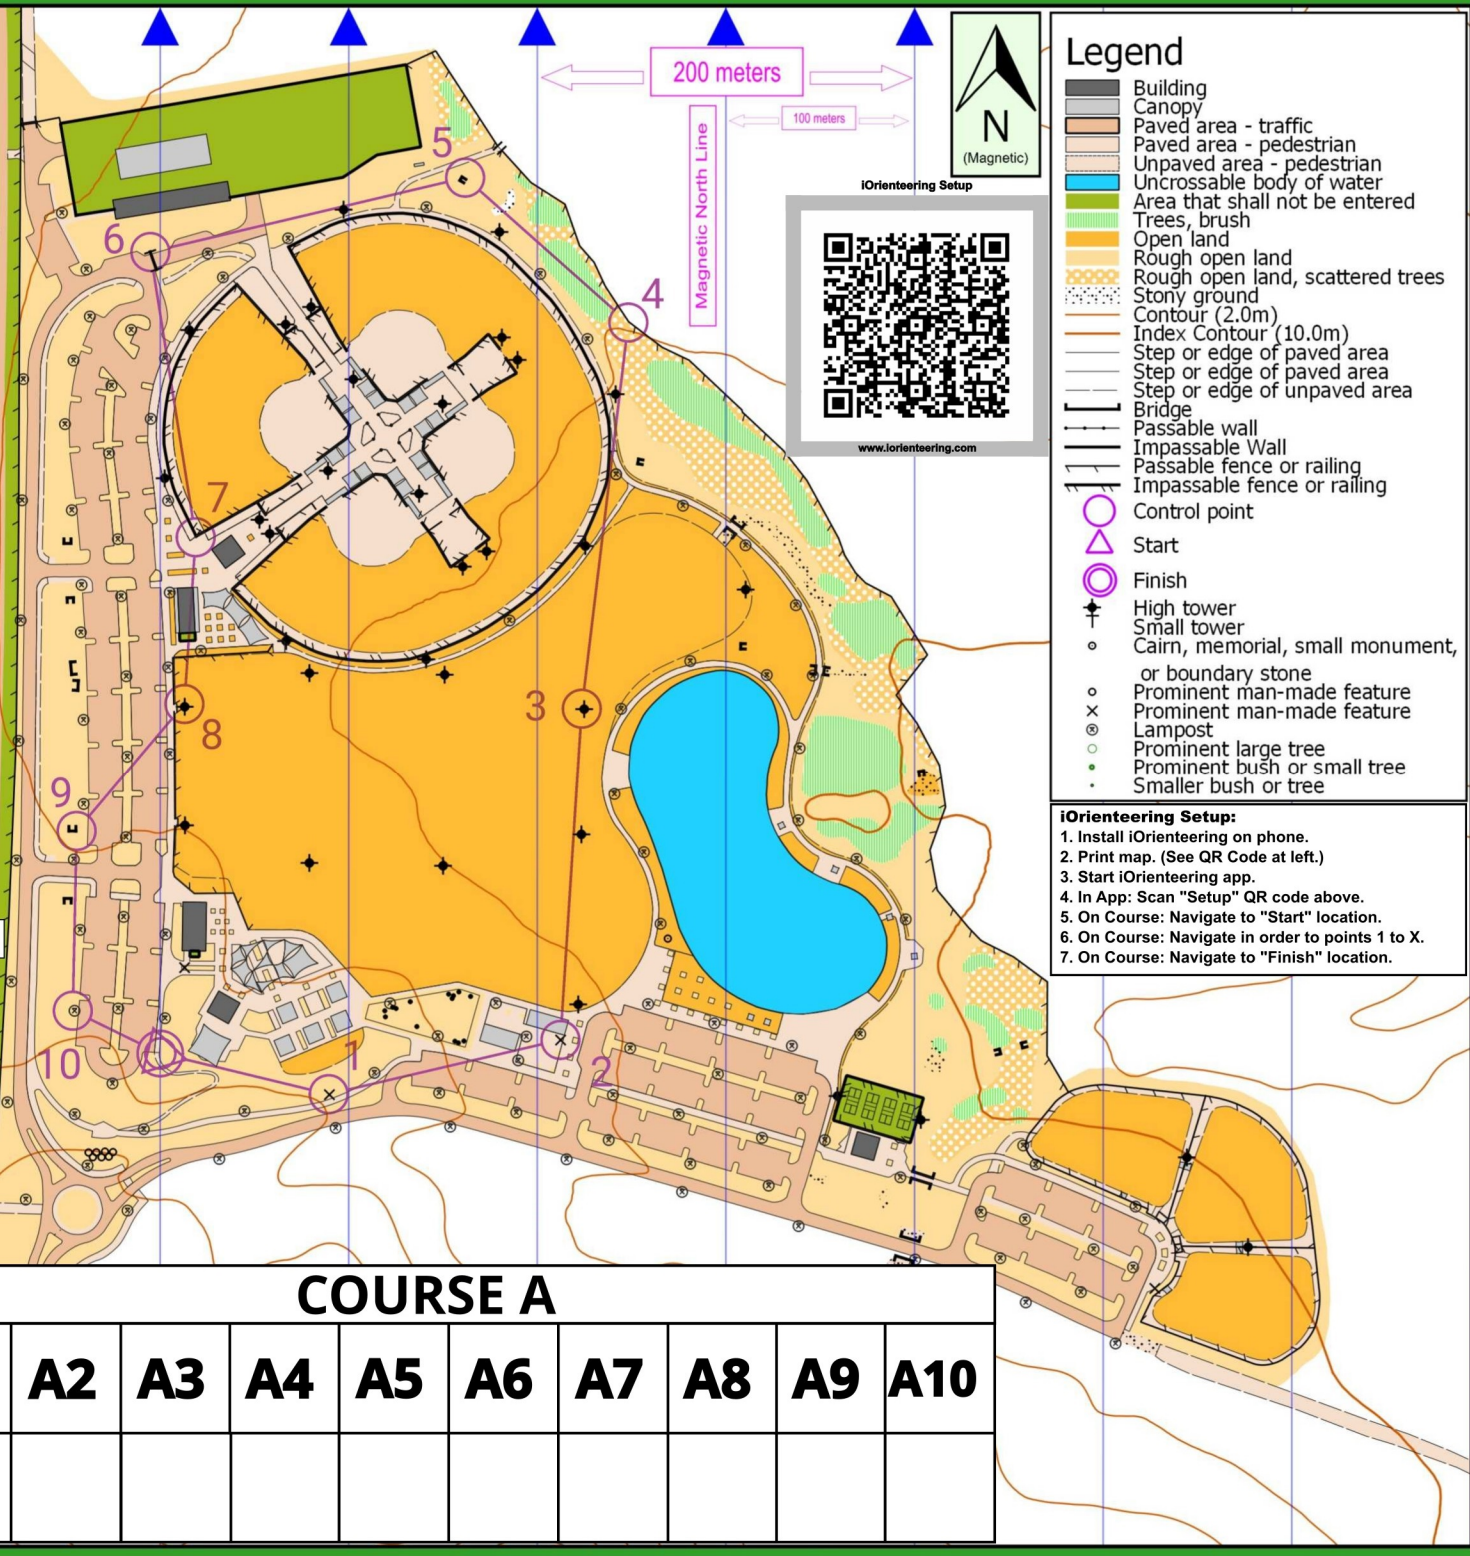 200 meters
100 meters
Magnetic North Line
N
(Magnetic)
iOrienteering Setup
www.iorienteering.com
5
6
4
7
3
8
9
10
1
2
Legend
Building
Canopy
Paved area - traffic
Paved area - pedestrian
Unpaved area - pedestrian
Uncrossable body of water
Area that shall not be entered
Trees, brush
Open land
Rough open land
Rough open land, scattered trees
Stony ground
Contour (2.0m)
Index Contour (10.0m)
Step or edge of paved area
Step or edge of paved area
Step or edge of unpaved area
Bridge
Passable wall
Impassable Wall
Passable fence or railing
Impassable fence or railing
Control point
Start
Finish
High tower
Small tower
Cairn, memorial, small monument,
or boundary stone
Prominent man-made feature
Prominent man-made feature
Lampost
Prominent large tree
Prominent bush or small tree
Smaller bush or tree
iOrienteering Setup:
1. Install iOrienteering on phone.
2. Print map. (See QR Code at left.)
3. Start iOrienteering app.
4. In App: Scan "Setup" QR code above.
5. On Course: Navigate to "Start" location.
6. On Course: Navigate in order to points 1 to X.
7. On Course: Navigate to "Finish" location.
COURSE A
A2 A3 A4 A5 A6 A7 A8 A9 A10